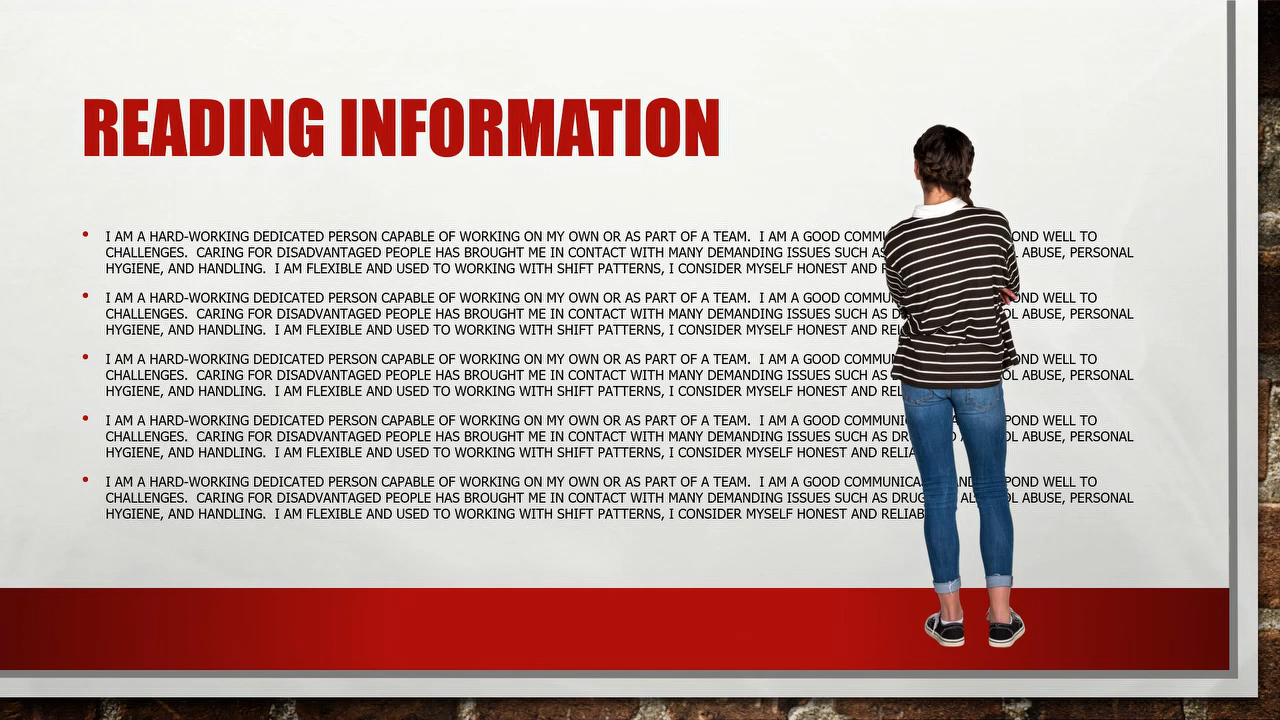 READING INFORMATION
I AM A HARD-WORKING DEDICATED PERSON CAPABLE OF WORKING ON MY OWN OR AS PART OF A TEAM. I AM A GOOD WELL TO
CHALLENGES. CARING FOR DISADVANTAGED PEOPLE HAS BROUGHT ME IN CONTACT WITH MANY DEMANDING ISSUES SUCH AS ABUSE, PERSONAL
HYGIENE, AND HANDLING. I AM FLEXIBLE AND USED TO WORKING WITH SHIFT PATTERNS, I CONSIDER MYSELF HONEST AND
I AM A HARD-WORKING DEDICATED PERSON CAPABLE OF WORKING ON MY OWN OR AS PART OF A TEAM. I AM A GOOD WELL TO
CHALLENGES. CARING FOR DISADVANTAGED PEOPLE HAS BROUGHT ME IN CONTACT WITH MANY DEMANDING ISSUES SUCH AS ABUSE, PERSONAL
HYGIENE, AND HANDLING. I AM FLEXIBLE AND USED TO WORKING WITH SHIFT PATTERNS, I CONSIDER MYSELF HONEST AND
I AM A HARD-WORKING DEDICATED PERSON CAPABLE OF WORKING ON MY OWN OR AS PART OF A TEAM. I AM A GOOD WELL TO
CHALLENGES. CARING FOR DISADVANTAGED PEOPLE HAS BROUGHT ME IN CONTACT WITH MANY DEMANDING ISSUES SUCH AS ABUSE, PERSONAL
HYGIENE, AND HANDLING. I AM FLEXIBLE AND USED TO WORKING WITH SHIFT PATTERNS, I CONSIDER MYSELF HONEST AND
I AM A HARD-WORKING DEDICATED PERSON CAPABLE OF WORKING ON MY OWN OR AS PART OF A TEAM. I AM A GOOD WELL TO
CHALLENGES. CARING FOR DISADVANTAGED PEOPLE HAS BROUGHT ME IN CONTACT WITH MANY DEMANDING ISSUES SUCH AS ABUSE, PERSONAL
HYGIENE, AND HANDLING. I AM FLEXIBLE AND USED TO WORKING WITH SHIFT PATTERNS, I CONSIDER MYSELF HONEST AND
I AM A HARD-WORKING DEDICATED PERSON CAPABLE OF WORKING ON MY OWN OR AS PART OF A TEAM. I AM A GOOD WELL TO
CHALLENGES. CARING FOR DISADVANTAGED PEOPLE HAS BROUGHT ME IN CONTACT WITH MANY DEMANDING ISSUES SUCH AS DRUG ABUSE, PERSONAL
HYGIENE, AND HANDLING. I AM FLEXIBLE AND USED TO WORKING WITH SHIFT PATTERNS, I CONSIDER MYSELF HONEST AND